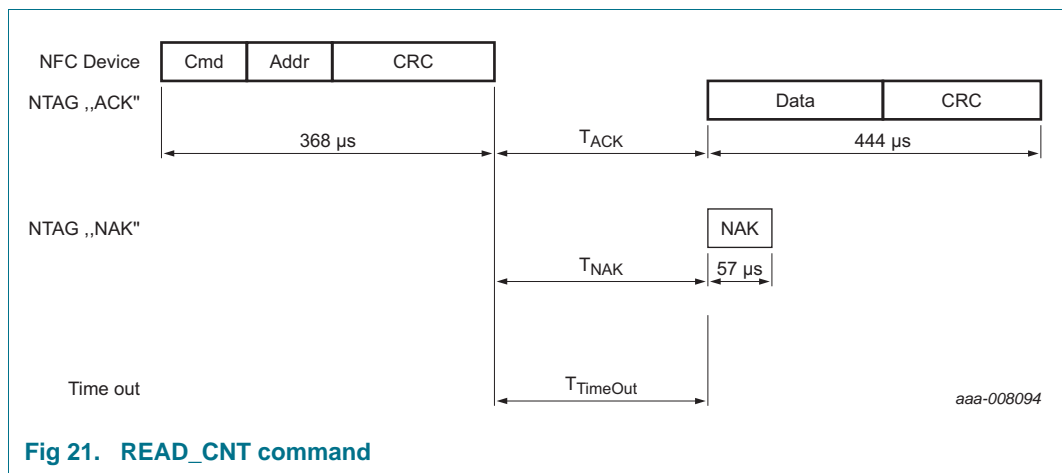 NFC Device Cmd Addr CRC
NTAG ,,ACK" Data CRC
368 µs TACK 444 µs
NTAG ,,NAK" NAK
TNAK 57 µs
Time out TTimeOut aaa-008094
Fig 21. READ_CNT command